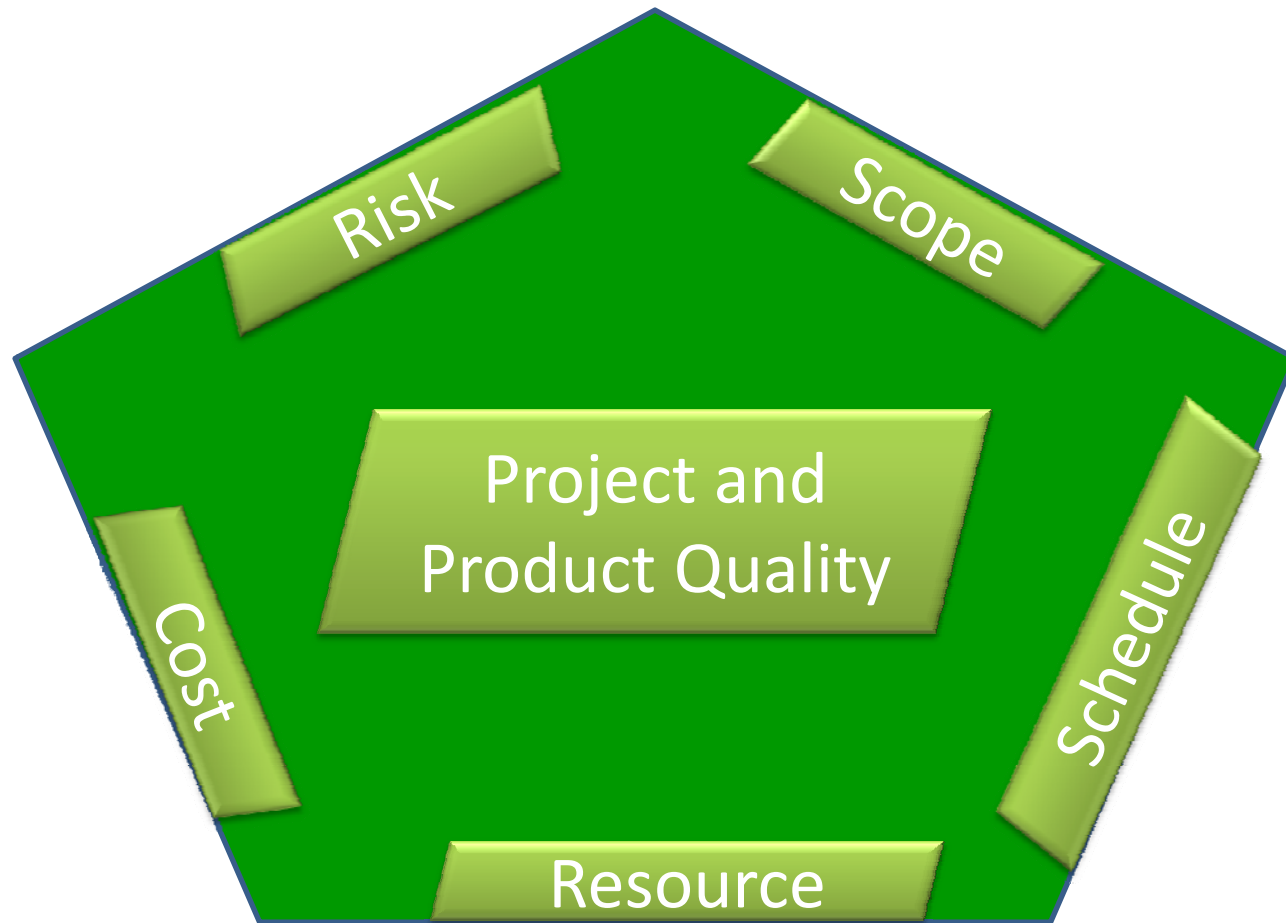 Risk
Scope
Project and
Product Quality
Cost
Schedule
Resource